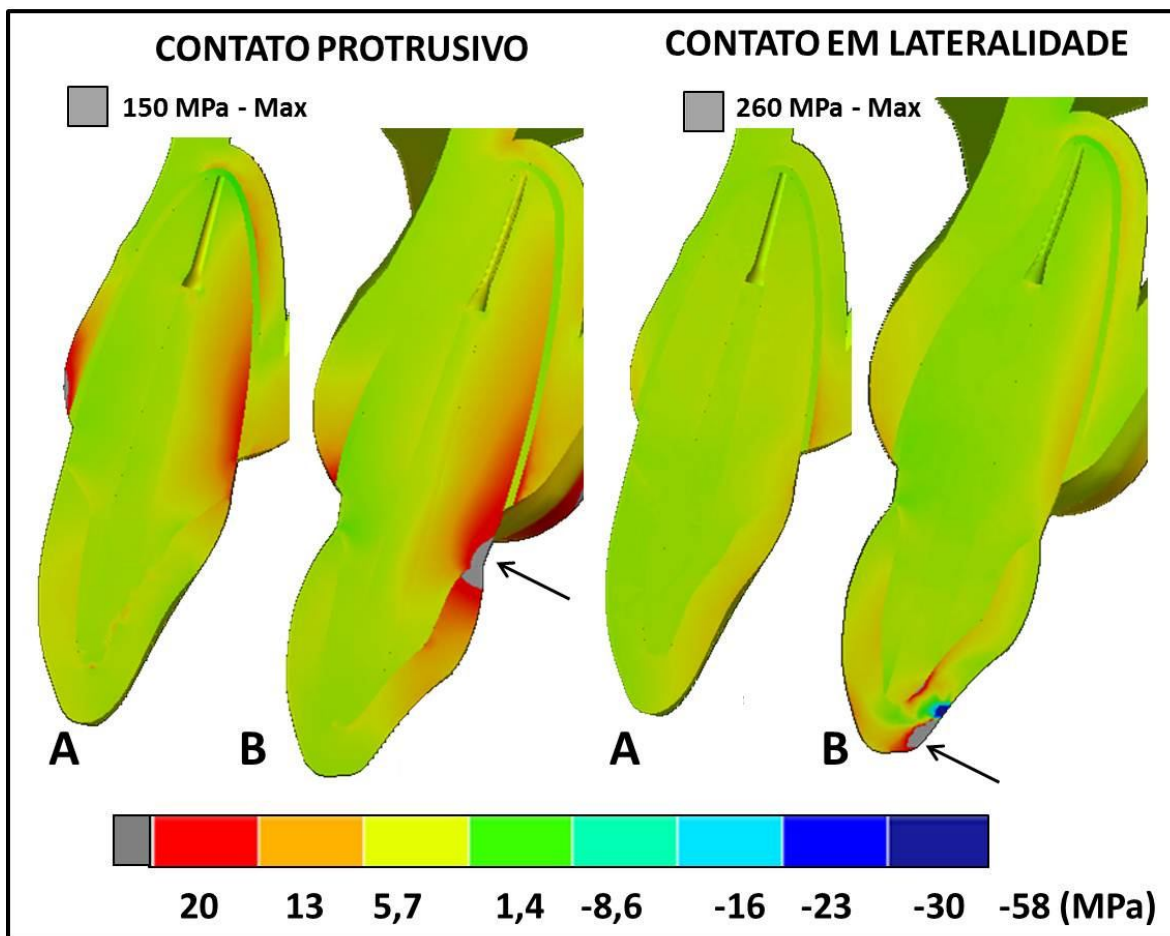 CONTATO PROTRUSIVO
CONTATO EM LATERALIDADE
150 MPa - Max
260 MPa - Max
A
B
A
B
20 13 5,7 1,4 -8,6 -16 -23 -30 -58 (MPa)